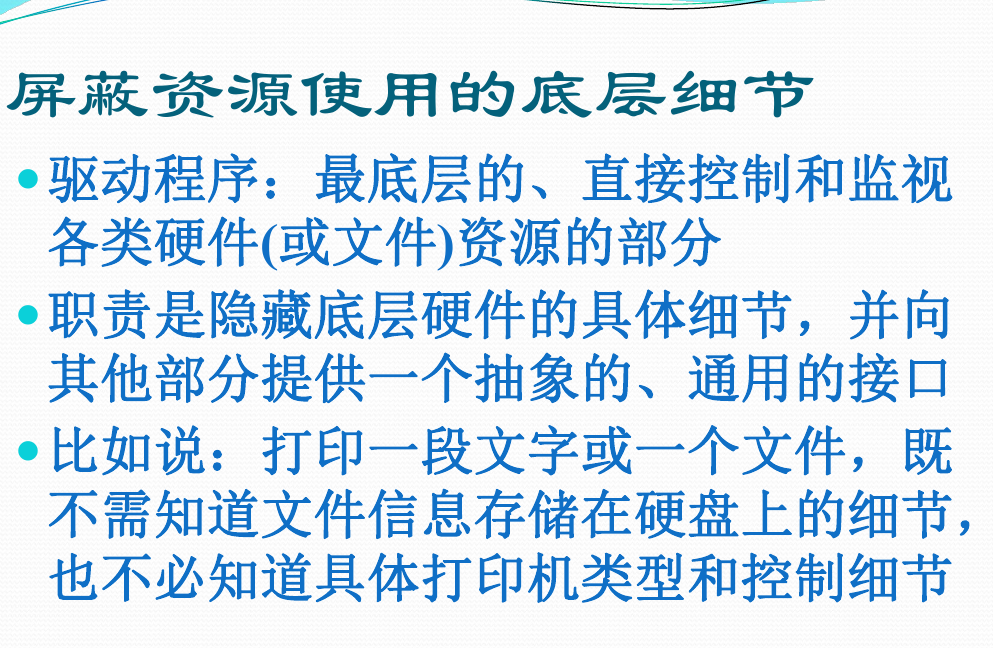 屏蔽资源使用的底层细节
•驱动程序：最底层的、直接控制和监视
各类硬件(或文件)资源的部分
•职责是隐藏底层硬件的具体细节，并向
其他部分提供一个抽象的、通用的接口
•比如说：打印一段文字或一个文件，既
不需知道文件信息存储在硬盘上的细节，
也不必知道具体打印机类型和控制细节